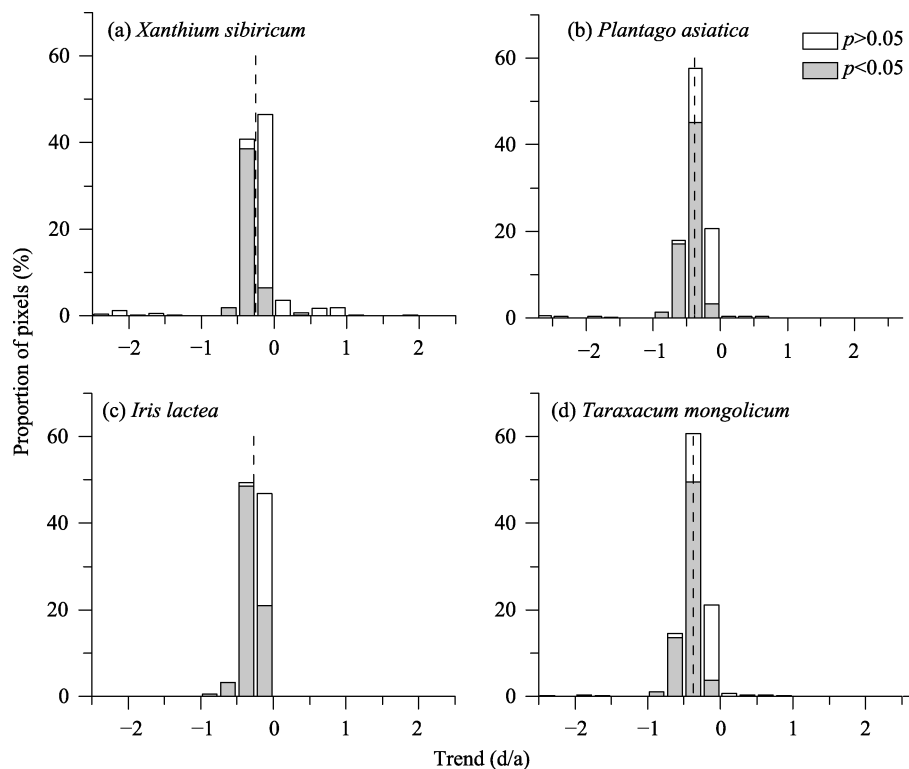 (a) Xanthium sibiricum
60
40
20
0
−2 −1 0 1 2
(b) Plantago asiatica
p>0.05
p<0.05
60
40
20
0
−2 −1 0 1 2
Proportion of pixels (%)
(c) Iris lactea
60
40
20
0
−2 −1 0 1 2
(d) Taraxacum mongolicum
60
40
20
0
−2 −1 0 1 2
Trend (d/a)